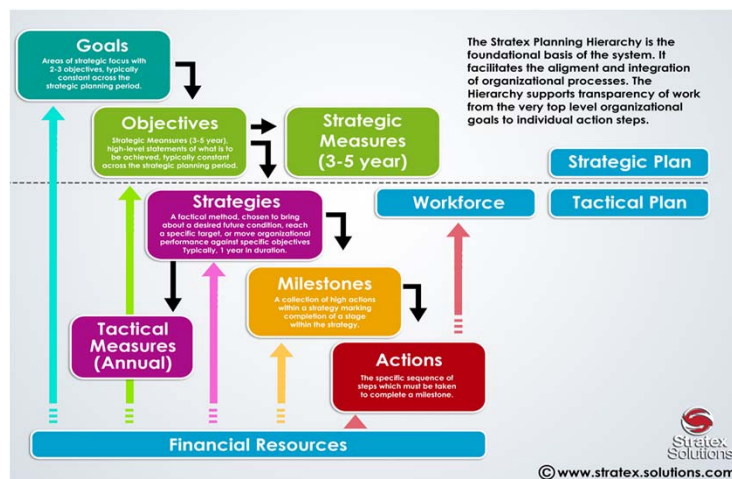 Goals
Areas of strategic focus with
2-3 objectives, typically
constant across the
strategic planning period.
The Stratex Planning Hierarchy is the
foundational basis of the system. It
facilitates the aligment and integration
of organizational processes. The
Hierarchy supports transparency of work
from the very top level organizational
goals to individual action steps.
Objectives
Strategic Meansures (3-5 year),
high-level statements of what is
to be achieved, typically constant
across the strategic planning period.
Strategic
Measures
(3-5 year)
Strategic Plan
Strategies
A factical method, chosen to bring
about a desired future condition, reach
a specific target, or move organizational
performance against specific objectives
Typically, 1 year in duration.
Workforce
Tactical Plan
Milestones
A collection of high actions
within a strategy marking
completion of a stage
within the strategy.
Tactical
Measures
(Annual)
Actions
The specific sequence of
steps which must be taken
to complete a milestone.
Financial Resources
Stratex
Solutions
© www.stratex.solutions.com